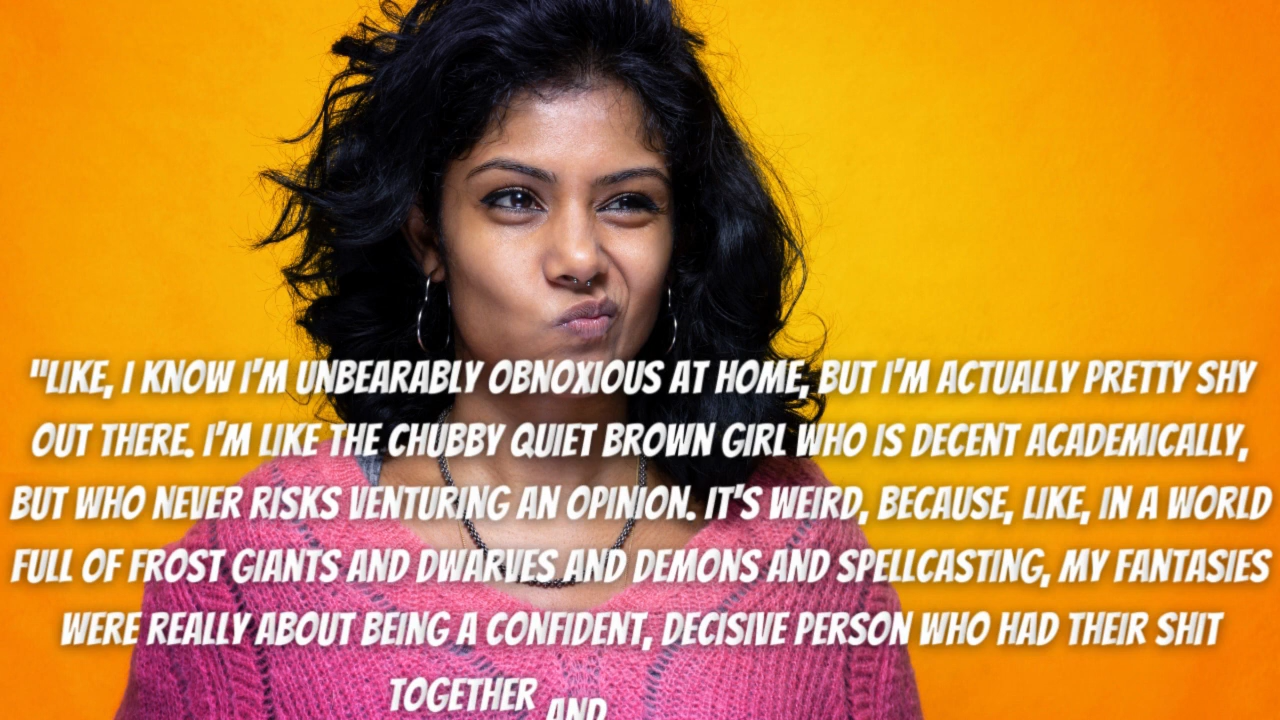 "LIKE, I KNOW I'M UNBEARABLY OBNOXIOUS AT HOME, BUT I'M ACTUALLY PRETTY SHY
OUT THERE. I'M LIKE THE CHUBBY QUIET BROWN GIRL WHO IS DECENT ACADEMICALLY,
BUT WHO NEVER RISKS VENTURING AN OPINION. IT'S WEIRD, BECAUSE, LIKE, IN A WORLD
FULL OF FROST GIANTS AND DWARVES AND DEMONS AND SPELLCASTING, MY FANTASIES
WERE REALLY ABOUT BEING A CONFIDENT, DECISIVE PERSON WHO HAD THEIR SHIT
TOGETHER AND